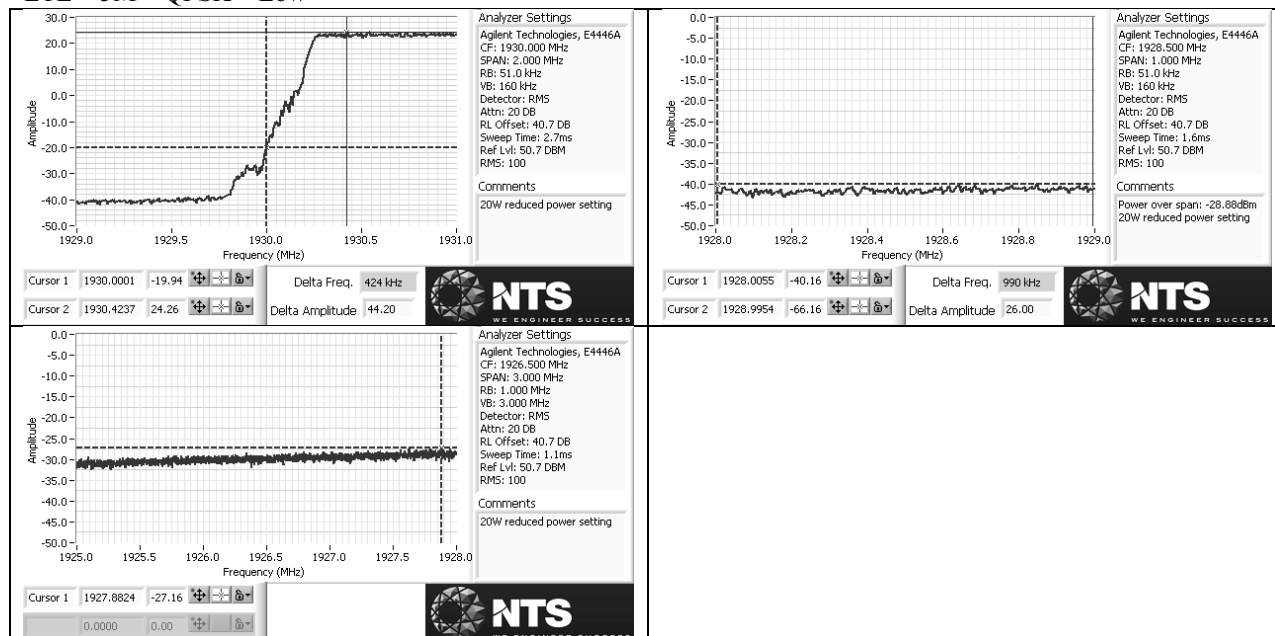 30.0
20.0
10.0
0.0
-10.0
-20.0
-30.0
-40.0
-50.0
Amplitude
1929.0 1929.5 1930.0 1930.5 1931.0
Frequency (MHz)
Analyzer Settings
Agilent Technologies, E4446A
CF: 1930.000 MHz
SPAN: 2.000 MHz
RB: 51.0 kHz
VB: 160 kHz
Detector: RMS
Attn: 20 DB
RL Offset: 40.7 DB
Sweep Time: 2.7ms
Ref Lvl: 50.7 DBM
RMS: 100
Comments
20W reduced power setting
Cursor 1 1930.0001 -19.94
Cursor 2 1930.4237 24.26
Delta Freq. 424 kHz
Delta Amplitude 44.20
NTS
WE ENGINEER SUCCESS
0.0
-5.0
-10.0
-15.0
-20.0
-25.0
-30.0
-35.0
-40.0
-45.0
-50.0
Amplitude
1928.0 1928.2 1928.4 1928.6 1928.8 1929.0
Frequency (MHz)
Analyzer Settings
Agilent Technologies, E4446A
CF: 1928.500 MHz
SPAN: 1.000 MHz
RB: 51.0 kHz
VB: 160 kHz
Detector: RMS
Attn: 20 DB
RL Offset: 40.7 DB
Sweep Time: 1.6ms
Ref Lvl: 50.7 DBM
RMS: 100
Comments
Power over span: -28.88dBm
20W reduced power setting
Cursor 1 1928.0055 -40.16
Cursor 2 1928.9954 -66.16
Delta Freq. 990 kHz
Delta Amplitude 26.00
NTS
WE ENGINEER SUCCESS
0.0
-5.0
-10.0
-15.0
-20.0
-25.0
-30.0
-35.0
-40.0
-45.0
-50.0
Amplitude
1925.0 1925.5 1926.0 1926.5 1927.0 1927.5 1928.0
Frequency (MHz)
Analyzer Settings
Agilent Technologies, E4446A
CF: 1926.500 MHz
SPAN: 3.000 MHz
RB: 1.000 MHz
VB: 3.000 MHz
Detector: RMS
Attn: 20 DB
RL Offset: 40.7 DB
Sweep Time: 1.1ms
Ref Lvl: 50.7 DBM
RMS: 100
Comments
20W reduced power setting
Cursor 1 1927.8824 -27.16
0.0000 0.00
NTS